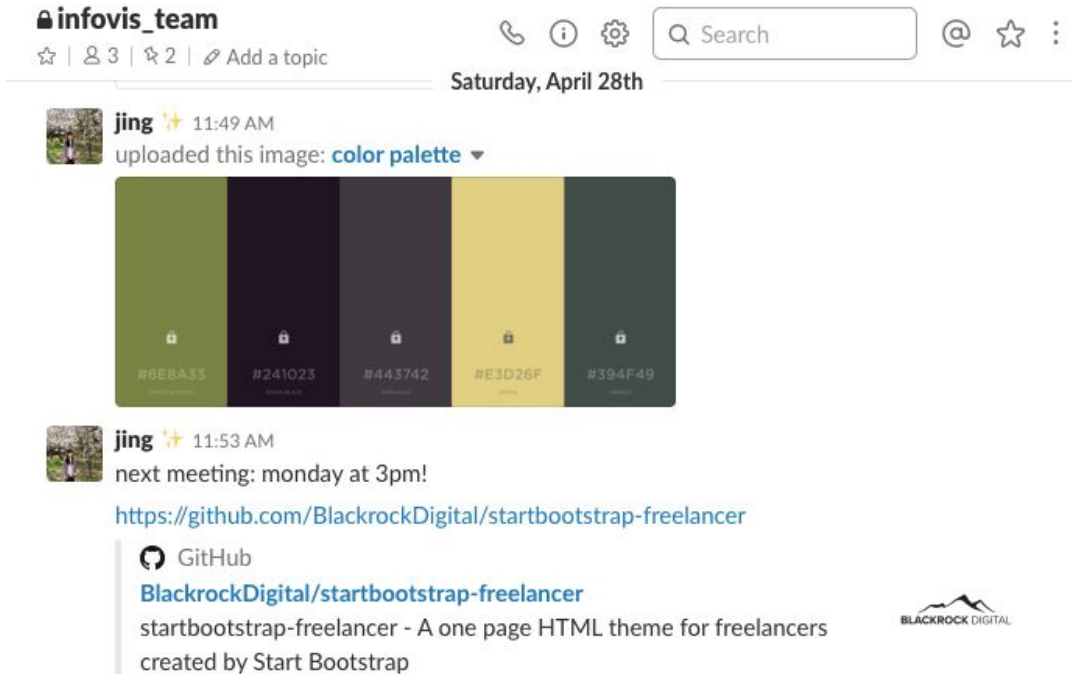 infovis_team
3 | 2 | Add a topic
Search
Saturday, April 28th
jing 11:49 AM
uploaded this image: color palette
#6E8A33 #241023 #443742 #E3D26F #394F49
jing 11:53 AM
next meeting: monday at 3pm!
https://github.com/BlackrockDigital/startbootstrap-freelancer
GitHub
BlackrockDigital/startbootstrap-freelancer
startbootstrap-freelancer - A one page HTML theme for freelancers
created by Start Bootstrap
BLACKROCK DIGITAL